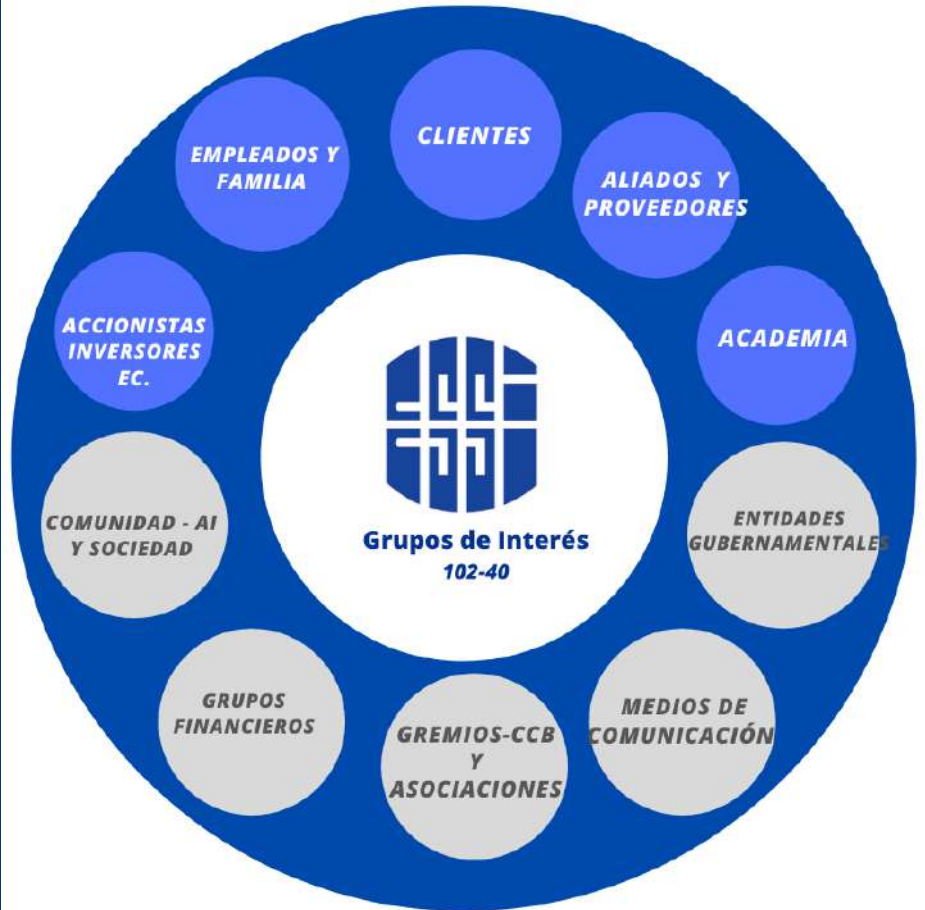 CLIENTES
EMPLEADOS Y
FAMILIA
ALIADOS Y
PROVEEDORES
ACCIONISTAS
INVERSORES
EC.
ACADEMIA
Grupos de Interés
102-40
COMUNIDAD - AI
Y SOCIEDAD
ENTIDADES
GUBERNAMENTALES
GRUPOS
FINANCIEROS
GREMIOS-CCB
Y
ASOCIACIONES
MEDIOS DE
COMUNICACIÓN